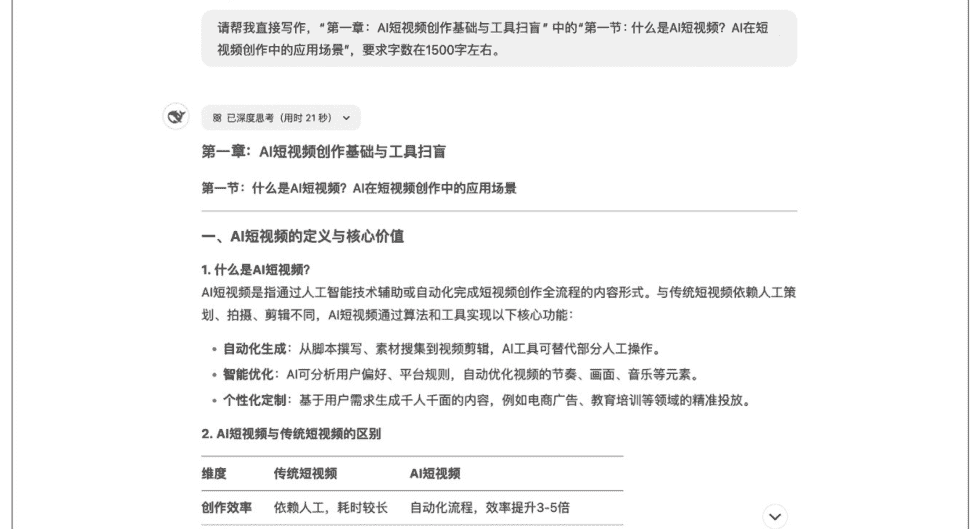 请帮我直接写作，“第一章：AI短视频创作基础与工具扫盲” 中的“第一节：什么是AI短视频？AI在短
视频创作中的应用场景”，要求字数在1500字左右。
已深度思考（用时 21 秒）
第一章：AI短视频创作基础与工具扫盲
第一节：什么是AI短视频？AI在短视频创作中的应用场景
一、AI短视频的定义与核心价值
1. 什么是AI短视频？
AI短视频是指通过人工智能技术辅助或自动化完成短视频创作全流程的内容形式。与传统短视频依赖人工策
划、拍摄、剪辑不同，AI短视频通过算法和工具实现以下核心功能：
• 自动化生成：从脚本撰写、素材搜集到视频剪辑，AI工具可替代部分人工操作。
• 智能优化：AI可分析用户偏好、平台规则，自动优化视频的节奏、画面、音乐等元素。
• 个性化定制：基于用户需求生成千人千面的内容，例如电商广告、教育培训等领域的精准投放。
2. AI短视频与传统短视频的区别
维度 传统短视频 AI短视频
创作效率 依赖人工，耗时较长 自动化流程，效率提升3-5倍